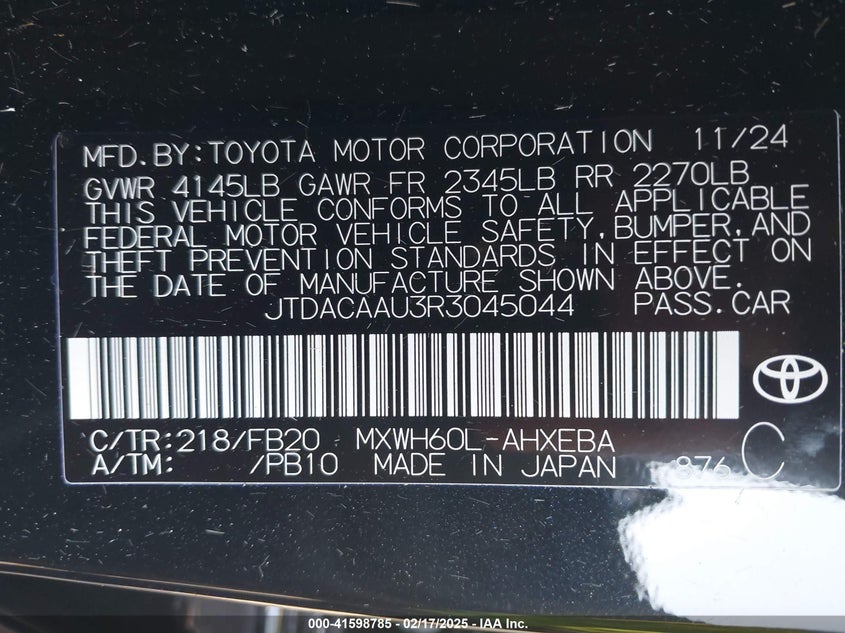 MFD.BY:TOYOTA MOTOR CORPORATION 11/24
GVWR 4145LB GAWR FR 2345LB RR 2270LB
THIS VEHICLE CONFORMS TO ALL APPLICABLE
FEDERAL MOTOR VEHICLE SAFETY,BUMPER,AND
THEFT PREVENTION STANDARDS IN EFFECT ON
THE DATE OF MANUFACTURE SHOWN ABOVE.
JTDACAAU3R3045044 PASS.CAR
C/TR:218/FB20 MXWH60L-AHXEBA
A/TM: /PB10 MADE IN JAPAN 876 C
000-41598785 - 02/17/2025 - IAA Inc.